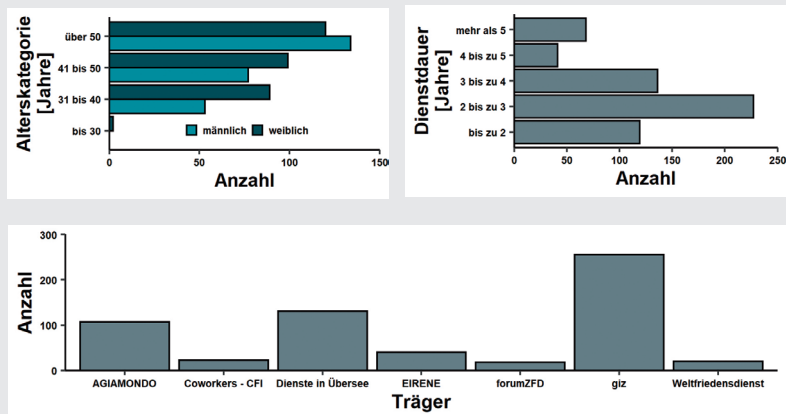 Alterskategorie
[Jahre]
über 50
41 bis 50
31 bis 40
bis 30
männlich weiblich
0 50 100 150
Anzahl
Dienstdauer
[Jahre]
mehr als 5
4 bis zu 5
3 bis zu 4
2 bis zu 3
bis zu 2
0 50 100 150 200 250
Anzahl
Anzahl
300
200
100
0
AGIAMONDO Coworkers - CFI Dienste in Übersee EIRENE forumZFD giz Weltfriedensdienst
Träger